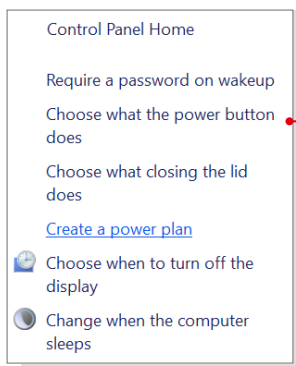 Control Panel Home
Require a password on wakeup
Choose what the power button
does
Choose what closing the lid
does
Create a power plan
Choose when to turn off the
display
Change when the computer
sleeps